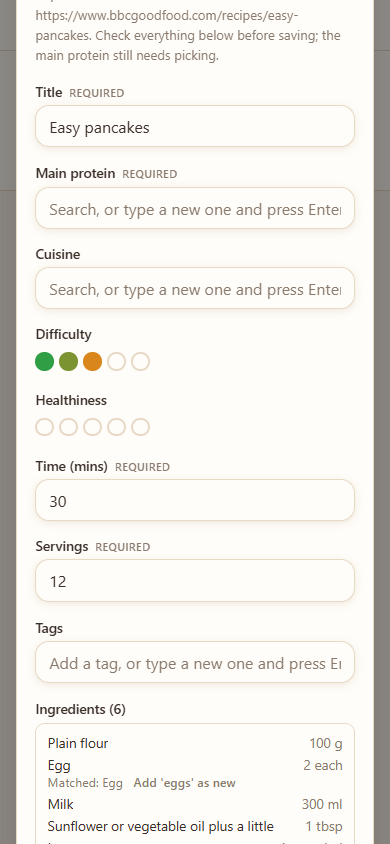 https://www.bbcgoodfood.com/recipes/easy-
pancakes. Check everything below before saving; the
main protein still needs picking.
Title REQUIRED
Easy pancakes
Main protein REQUIRED
Search, or type a new one and press Enter
Cuisine
Search, or type a new one and press Enter
Difficulty
Healthiness
Time (mins) REQUIRED
30
Servings REQUIRED
12
Tags
Add a tag, or type a new one and press En
Ingredients (6)
Plain flour 100 g
Egg 2 each
Matched: Egg Add 'eggs' as new
Milk 300 ml
Sunflower or vegetable oil plus a little 1 tbsp